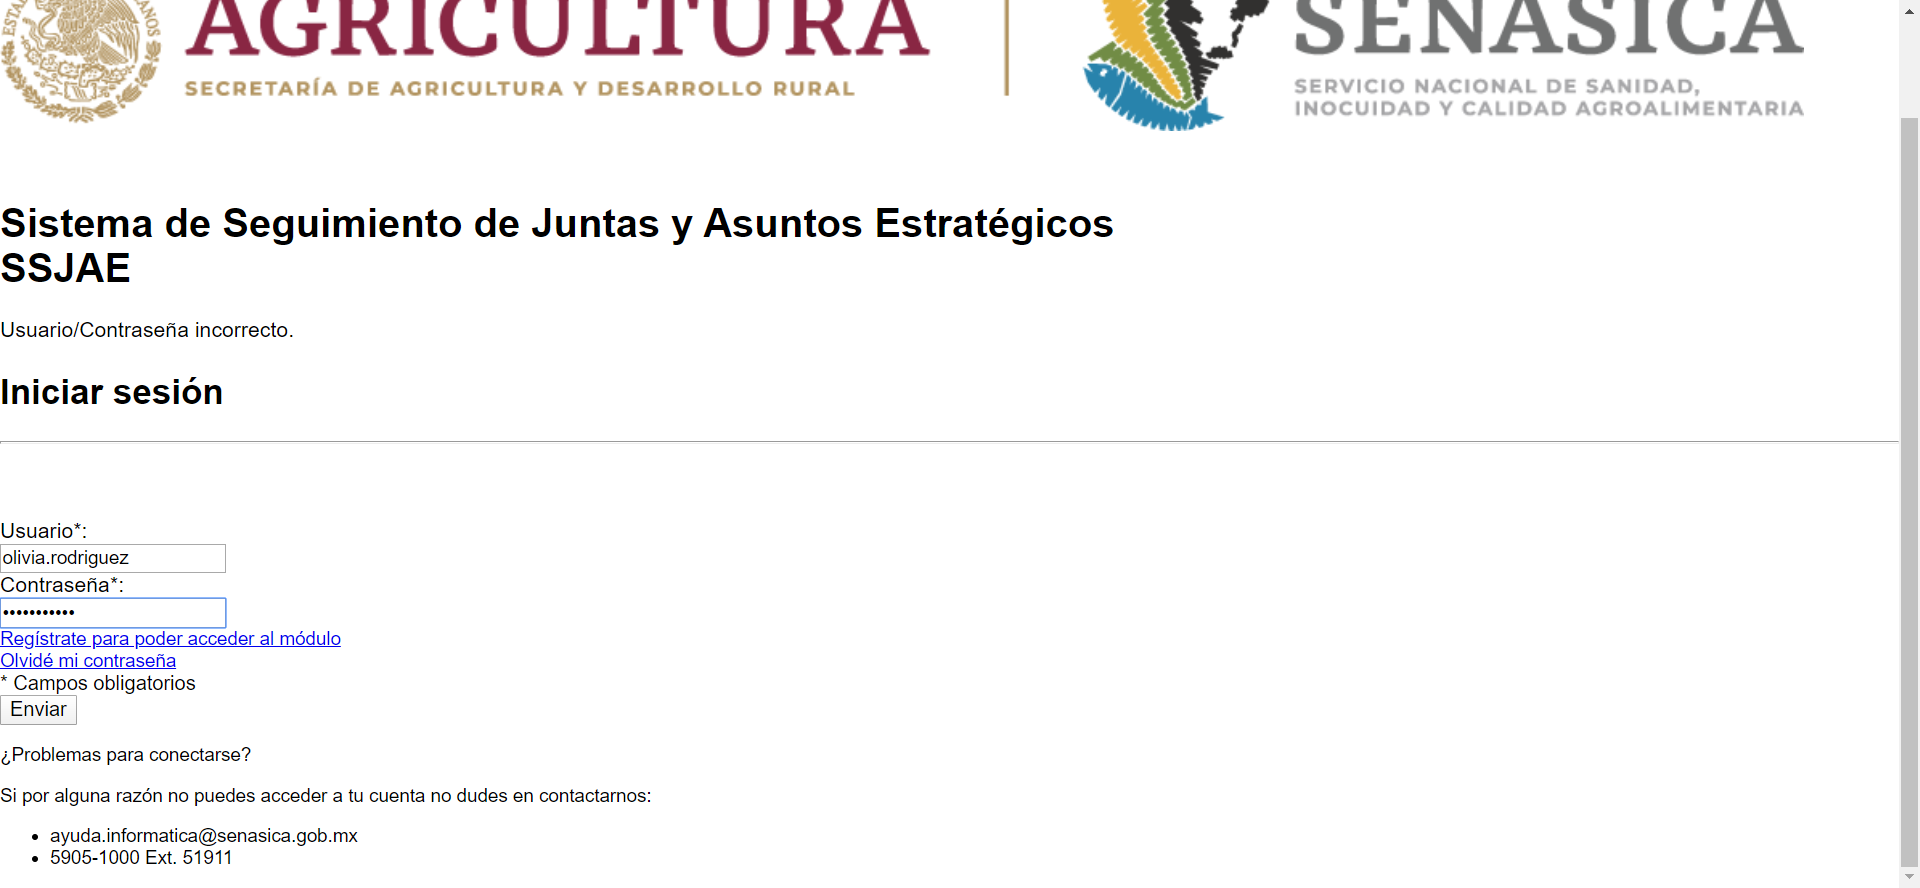 AGRICULTURA
SECRETARÍA DE AGRICULTURA Y DESARROLLO RURAL
SENASICA
SERVICIO NACIONAL DE SANIDAD,
INOCUIDAD Y CALIDAD AGROALIMENTARIA
Sistema de Seguimiento de Juntas y Asuntos Estratégicos
SSJAE
Usuario/Contraseña incorrecto.
Iniciar sesión
Usuario*:
olivia.rodriguez
Contraseña*:
•••••••••••
Regístrate para poder acceder al módulo
Olvidé mi contraseña
* Campos obligatorios
Enviar
¿Problemas para conectarse?
Si por alguna razón no puedes acceder a tu cuenta no dudes en contactarnos:
• ayuda.informatica@senasica.gob.mx
• 5905-1000 Ext. 51911